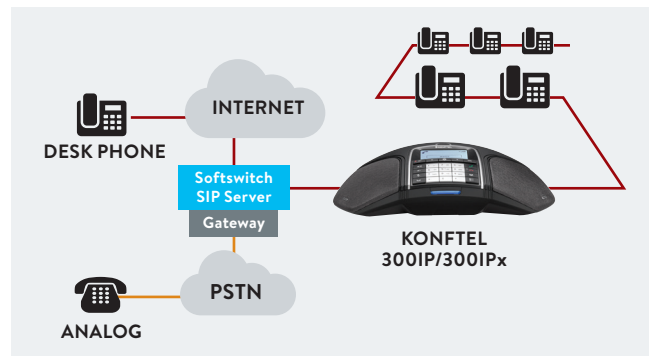 INTERNET
DESK PHONE
Softswitch
SIP Server
Gateway
KONFTEL
300IP/300IPx
PSTN
ANALOG